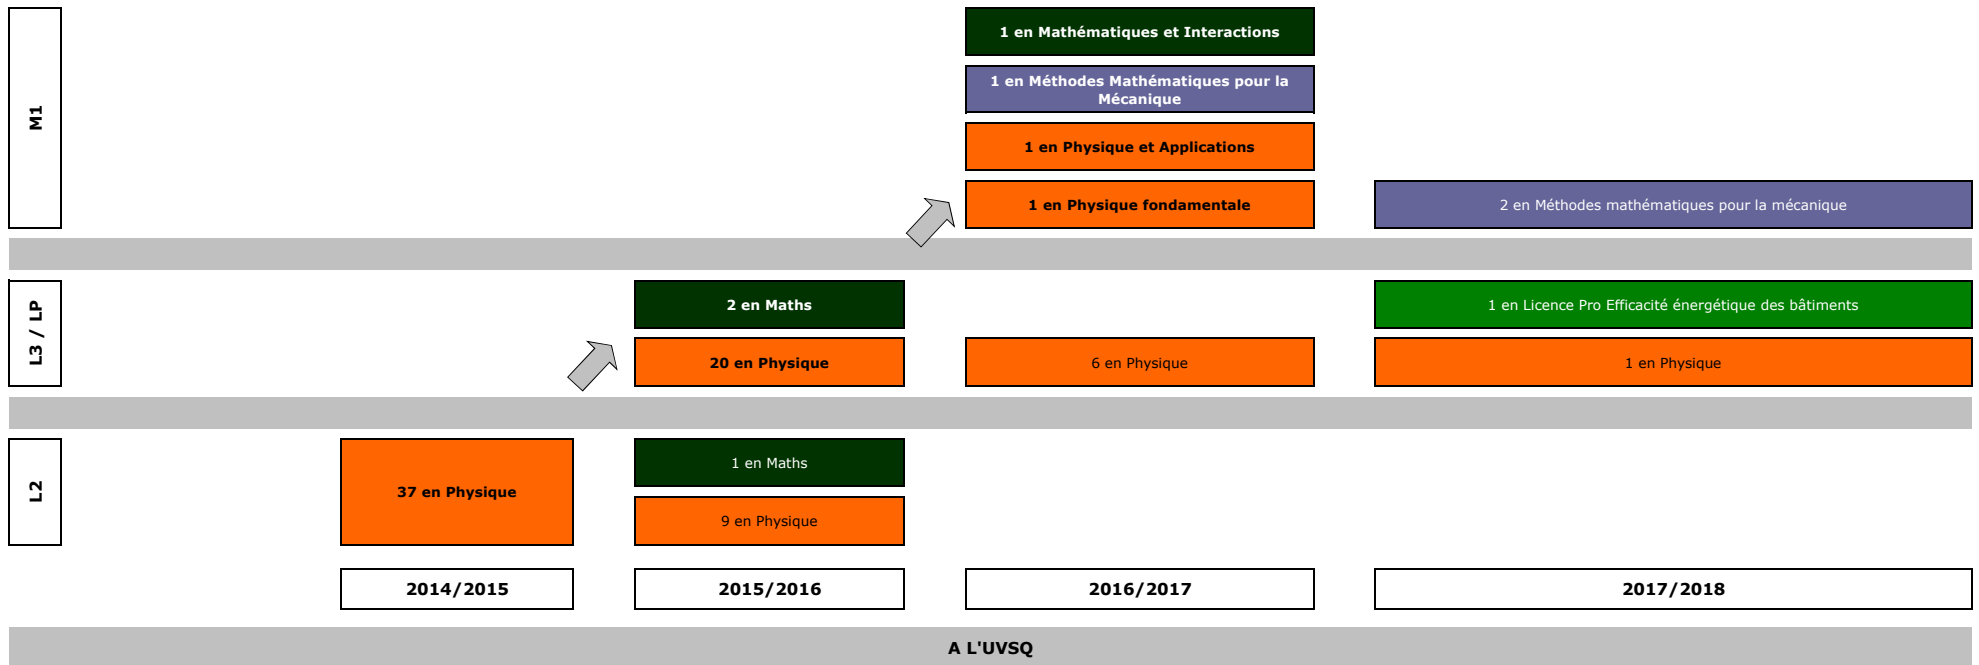 M1
1 en Mathématiques et Interactions
1 en Méthodes Mathématiques pour la
Mécanique
1 en Physique et Applications
1 en Physique fondamentale
2 en Méthodes mathématiques pour la mécanique
L3 / LP
2 en Maths
1 en Licence Pro Efficacité énergétique des bâtiments
20 en Physique
6 en Physique
1 en Physique
L2
37 en Physique
1 en Maths
9 en Physique
2014/2015
2015/2016
2016/2017
2017/2018
A L'UVSQ